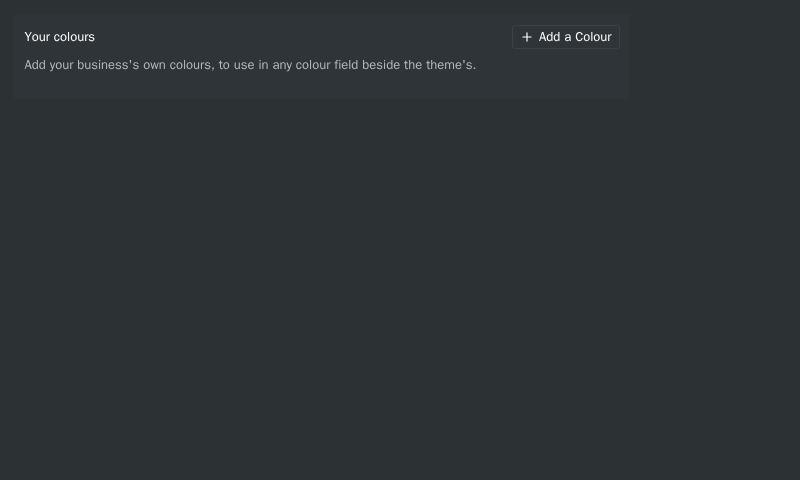 Your colours
+ Add a Colour
Add your business's own colours, to use in any colour field beside the theme's.